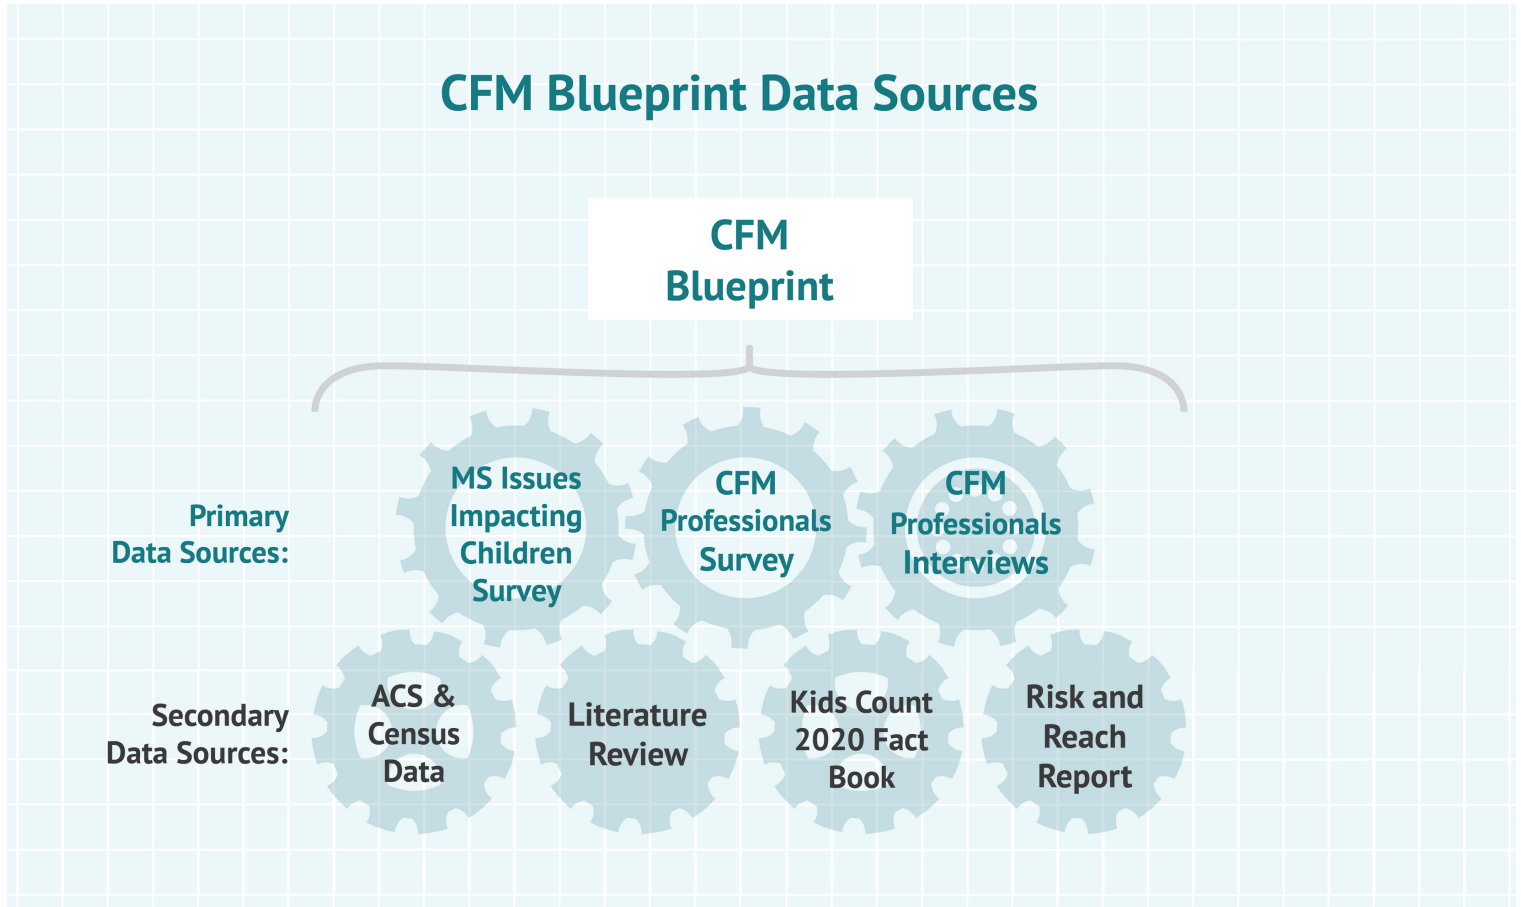 CFM Blueprint Data Sources
CFM
Blueprint
Primary
Data Sources:
MS Issues
Impacting
Children
Survey
CFM
Professionals
Survey
CFM
Professionals
Interviews
Secondary
Data Sources:
ACS &
Census
Data
Literature
Review
Kids Count
2020 Fact
Book
Risk and
Reach
Report